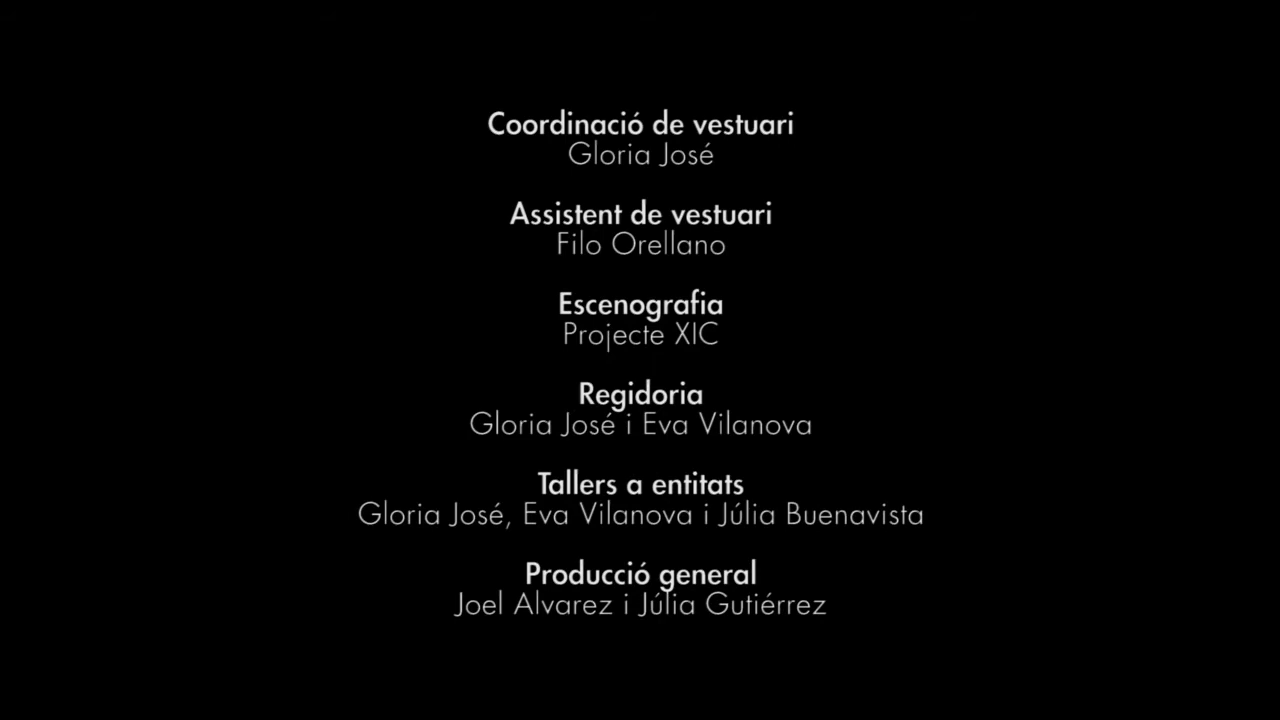 Coordinació de vestuari
Gloria José
Assistent de vestuari
Filo Orellano
Escenografia
Projecte XIC
Regidoria
Gloria José i Eva Vilanova
Tallers a entitats
Gloria José, Eva Vilanova i Júlia Buenavista
Producció general
Joel Alvarez i Júlia Gutiérrez